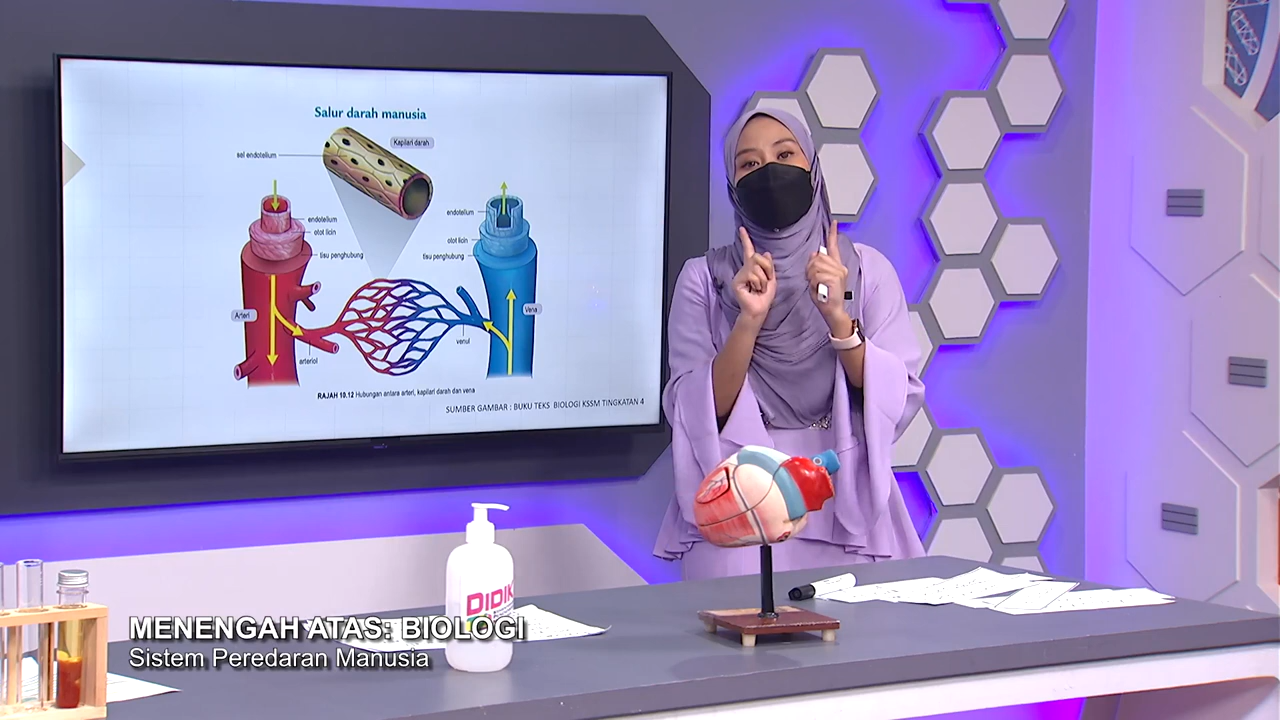 Salur darah manusia
Kapilari darah
sel endotelium
endotelium
otot licin
tisu penghubung
endotelium
otot licin
tisu penghubung
Arteri
Vena
arteriol
venul
RAJAH 10.12 Hubungan antara arteri, kapilari darah dan vena
SUMBER GAMBAR : BUKU TEKS BIOLOGI KSSM TINGKATAN 4
DIDIK
MENENGAH ATAS: BIOLOGI
Sistem Peredaran Manusia